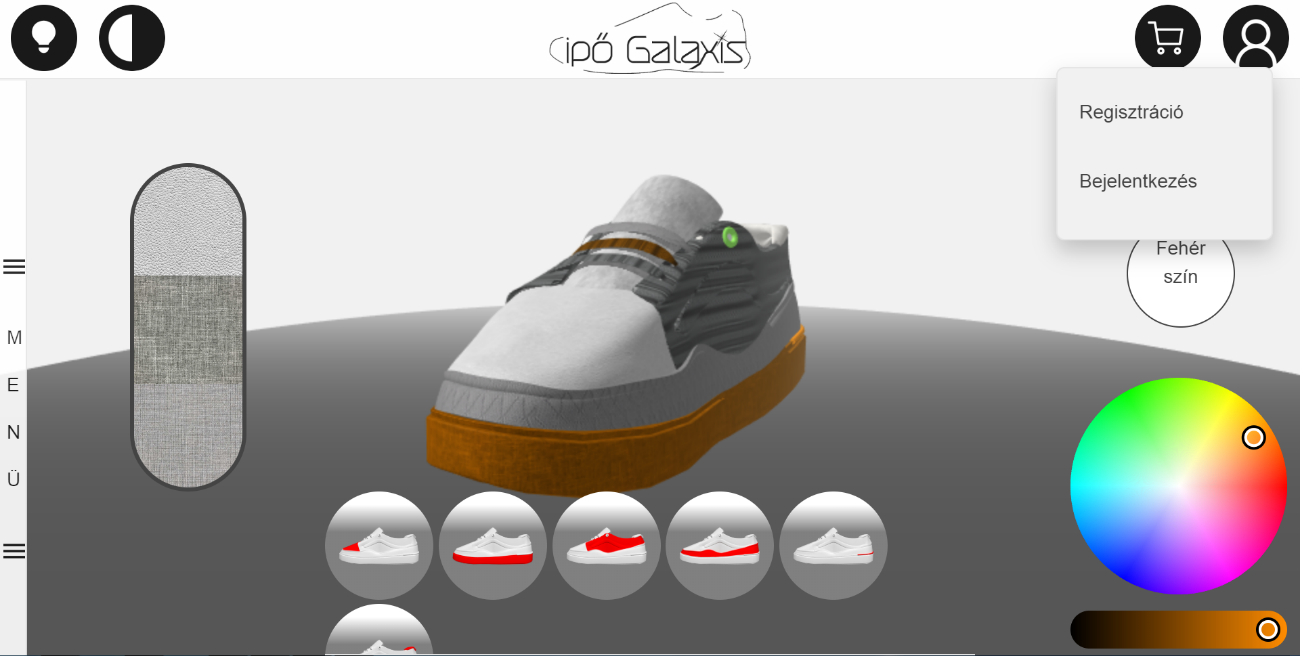 Cipő Galaxis
Regisztráció
Bejelentkezés
Fehér
szín
M
E
N
Ü